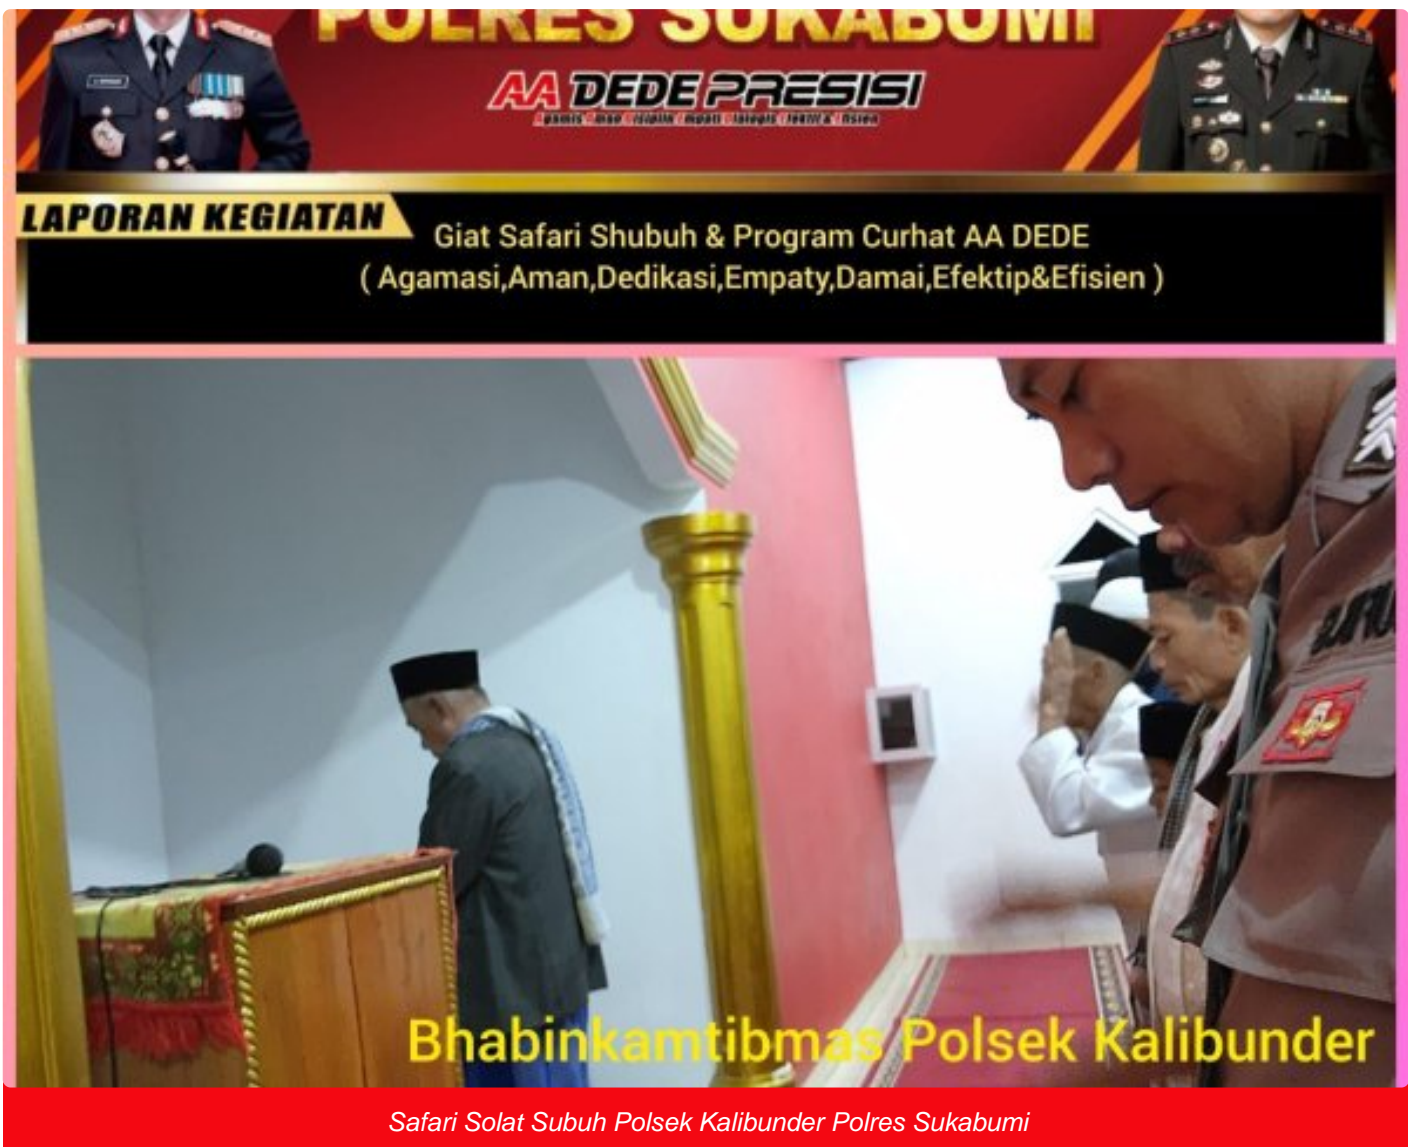 POLRES SUKABUMI
AA DEDE PRESISI
LAPORAN KEGIATAN
Giat Safari Shubuh & Program Curhat AA DEDE
( Agamasi,Aman,Dedikasi,Empaty,Damai,Efektip&Efisien )
Bhabinkamtibmas Polsek Kalibunder
Safari Solat Subuh Polsek Kalibunder Polres Sukabumi